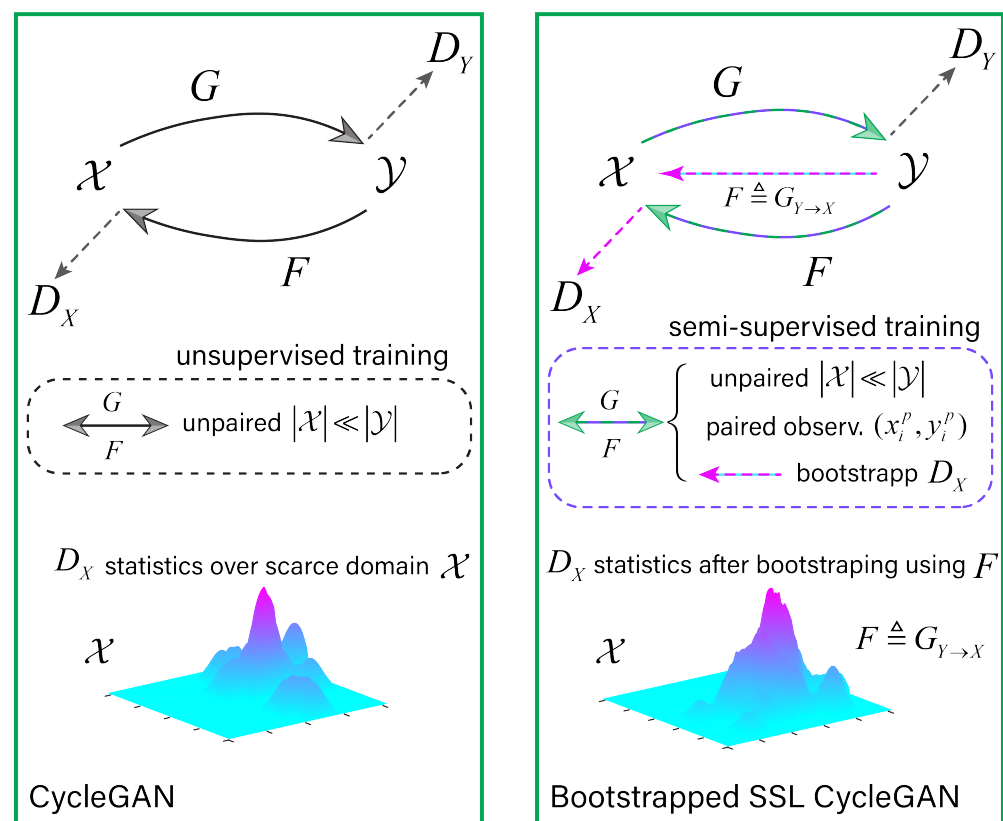 G
D_Y
𝒳
𝒴
F
D_X
unsupervised training
G
F
unpaired |𝒳| ≪ |𝒴|
D_X statistics over scarce domain 𝒳
𝒳
CycleGAN
G
D_Y
𝒳
𝒴
F ≜ G_{Y→X}
F
D_X
semi-supervised training
G
F
unpaired |𝒳| ≪ |𝒴|
paired observ. (x_i^p, y_i^p)
bootstrapp D_X
D_X statistics after bootstraping using F
𝒳
F ≜ G_{Y→X}
Bootstrapped SSL CycleGAN